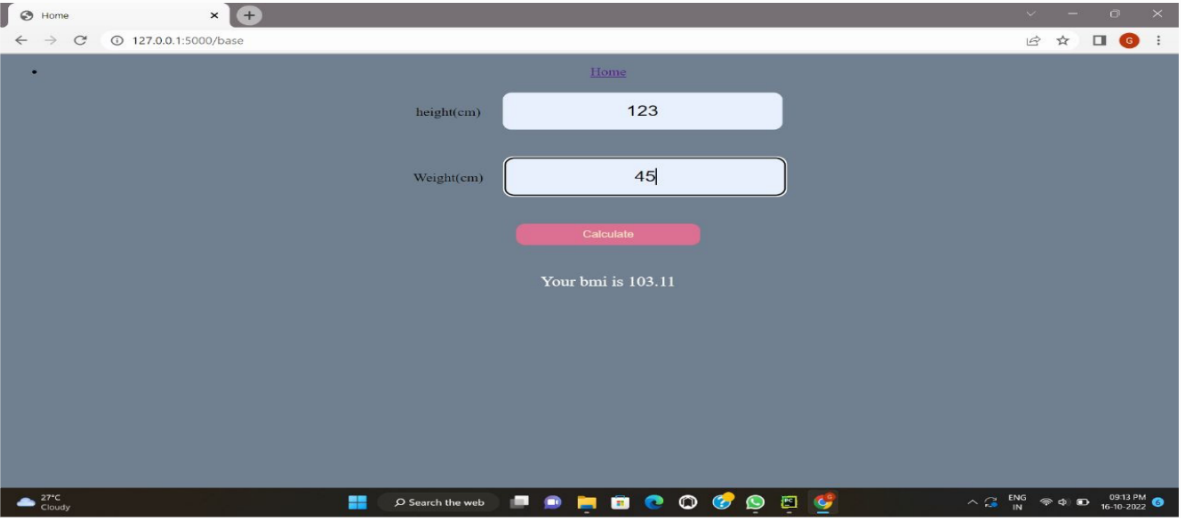 Home
127.0.0.1:5000/base
G
Home
height(cm) 123
Weight(cm) 45
Calculate
Your bmi is 103.11
27°C
Cloudy
Search the web
ENG
IN
09:13 PM
16-10-2022
6